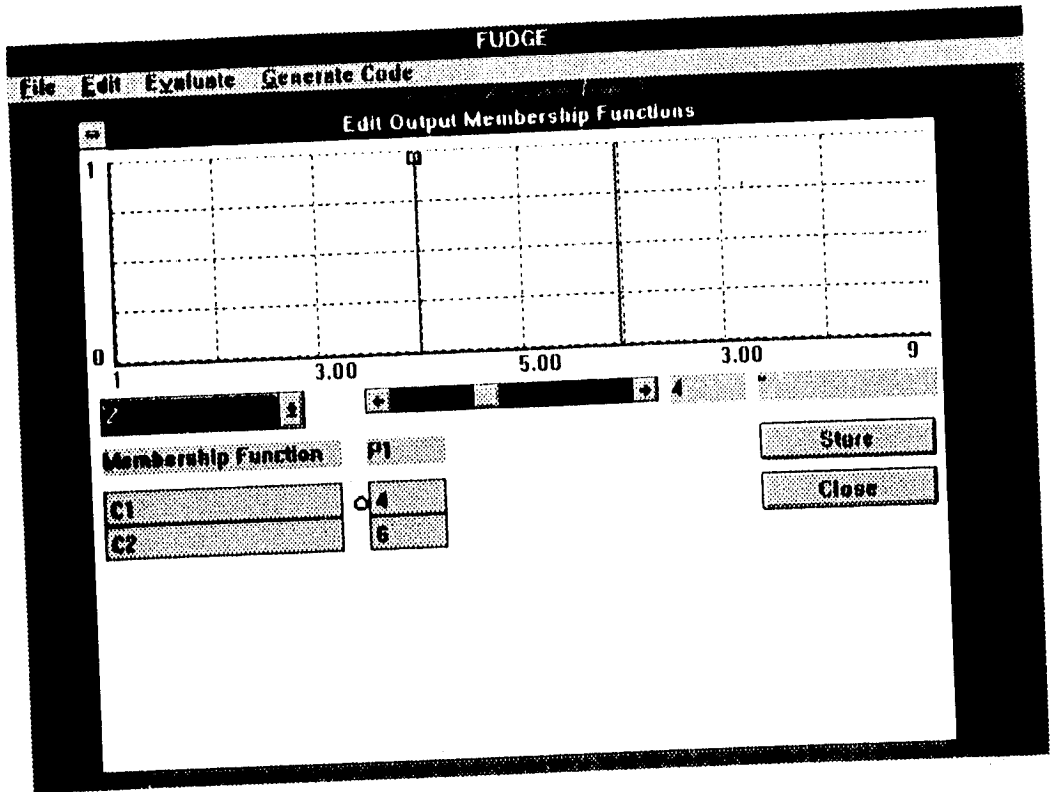 FUDGE
File Edit Evaluate Generate Code
Edit Output Membership Functions
1
0
1 3.00 5.00 3.00 9
2 4
Membership Function P1
Store
C1 4
Close
C2 6